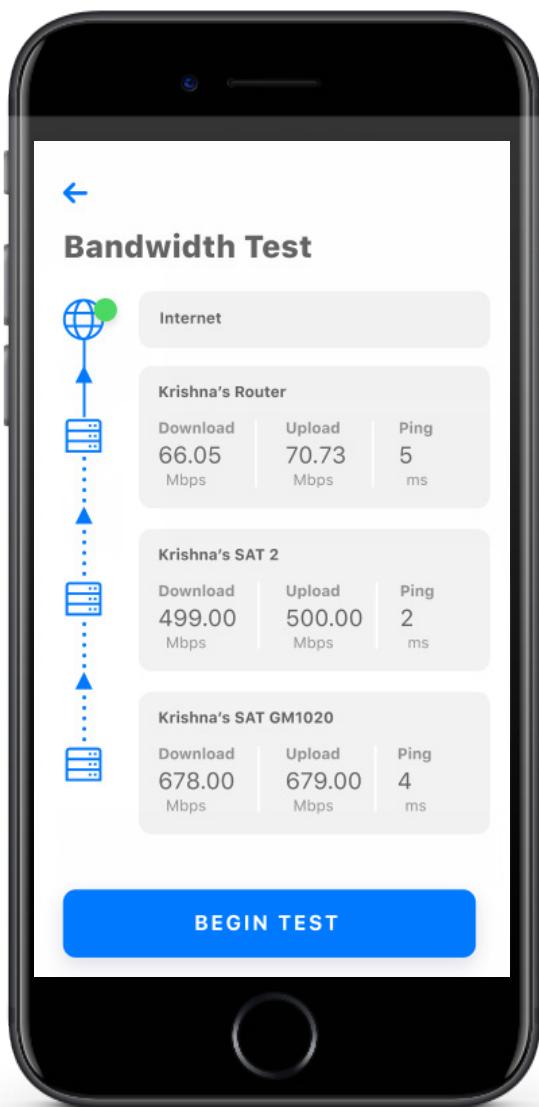 Bandwidth Test
Internet
Krishna's Router
Download Upload Ping
66.05 70.73 5
Mbps Mbps ms
Krishna's SAT 2
Download Upload Ping
499.00 500.00 2
Mbps Mbps ms
Krishna's SAT GM1020
Download Upload Ping
678.00 679.00 4
Mbps Mbps ms
BEGIN TEST